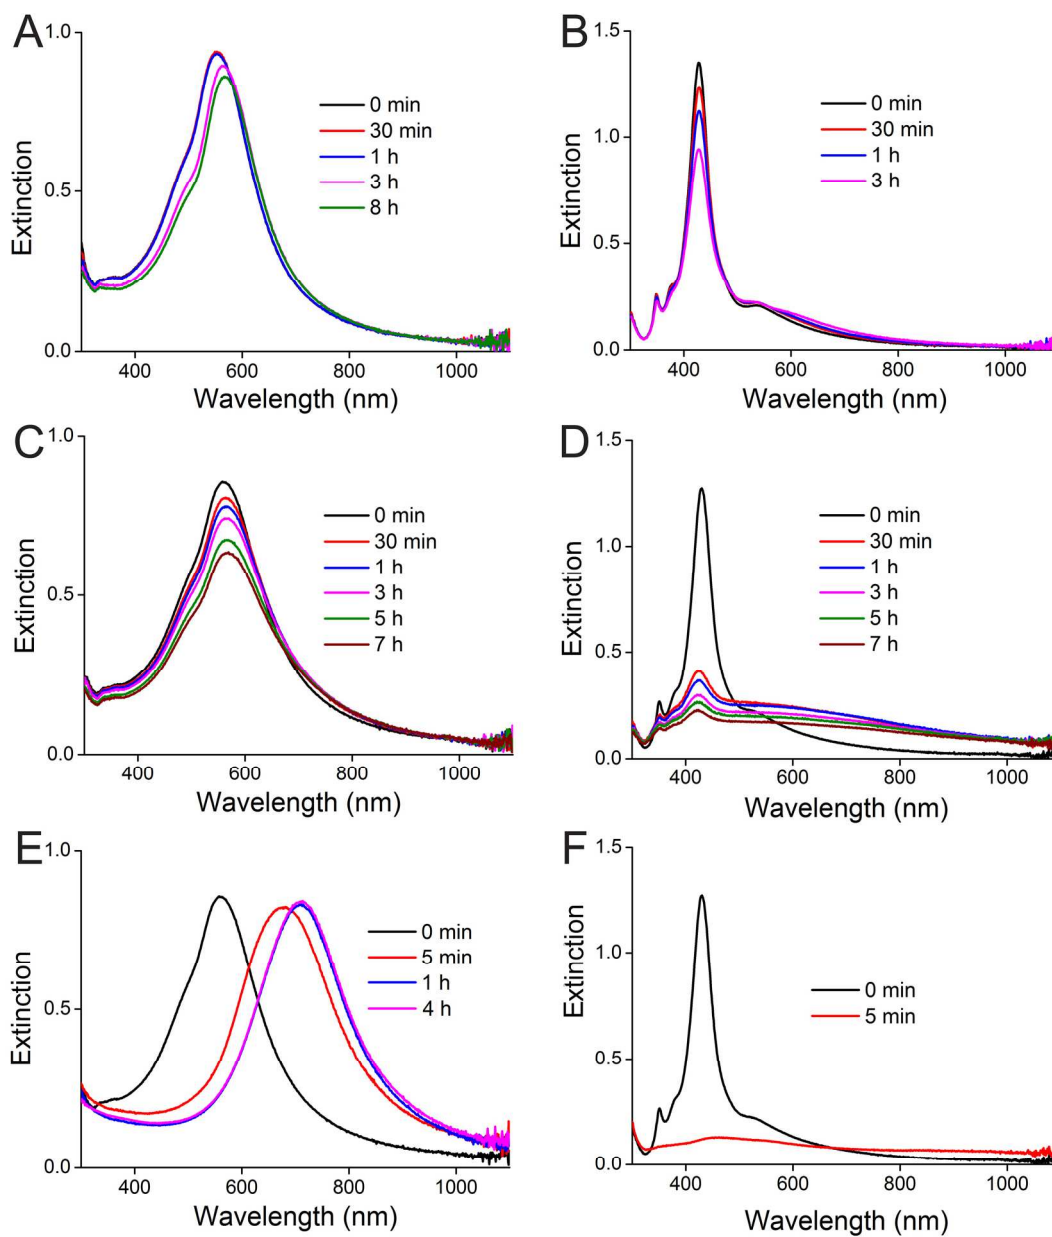 A
1.0
0.5
0.0
Extinction
400
600
800
1000
Wavelength (nm)
0 min
30 min
1 h
3 h
8 h
B
1.5
1.0
0.5
0.0
Extinction
400
600
800
1000
Wavelength (nm)
0 min
30 min
1 h
3 h
C
1.0
0.5
0.0
Extinction
400
600
800
1000
Wavelength (nm)
0 min
30 min
1 h
3 h
5 h
7 h
D
1.5
1.0
0.5
0.0
Extinction
400
600
800
1000
Wavelength (nm)
0 min
30 min
1 h
3 h
5 h
7 h
E
1.0
0.5
0.0
Extinction
400
600
800
1000
Wavelength (nm)
0 min
5 min
1 h
4 h
F
1.5
1.0
0.5
0.0
Extinction
400
600
800
1000
Wavelength (nm)
0 min
5 min